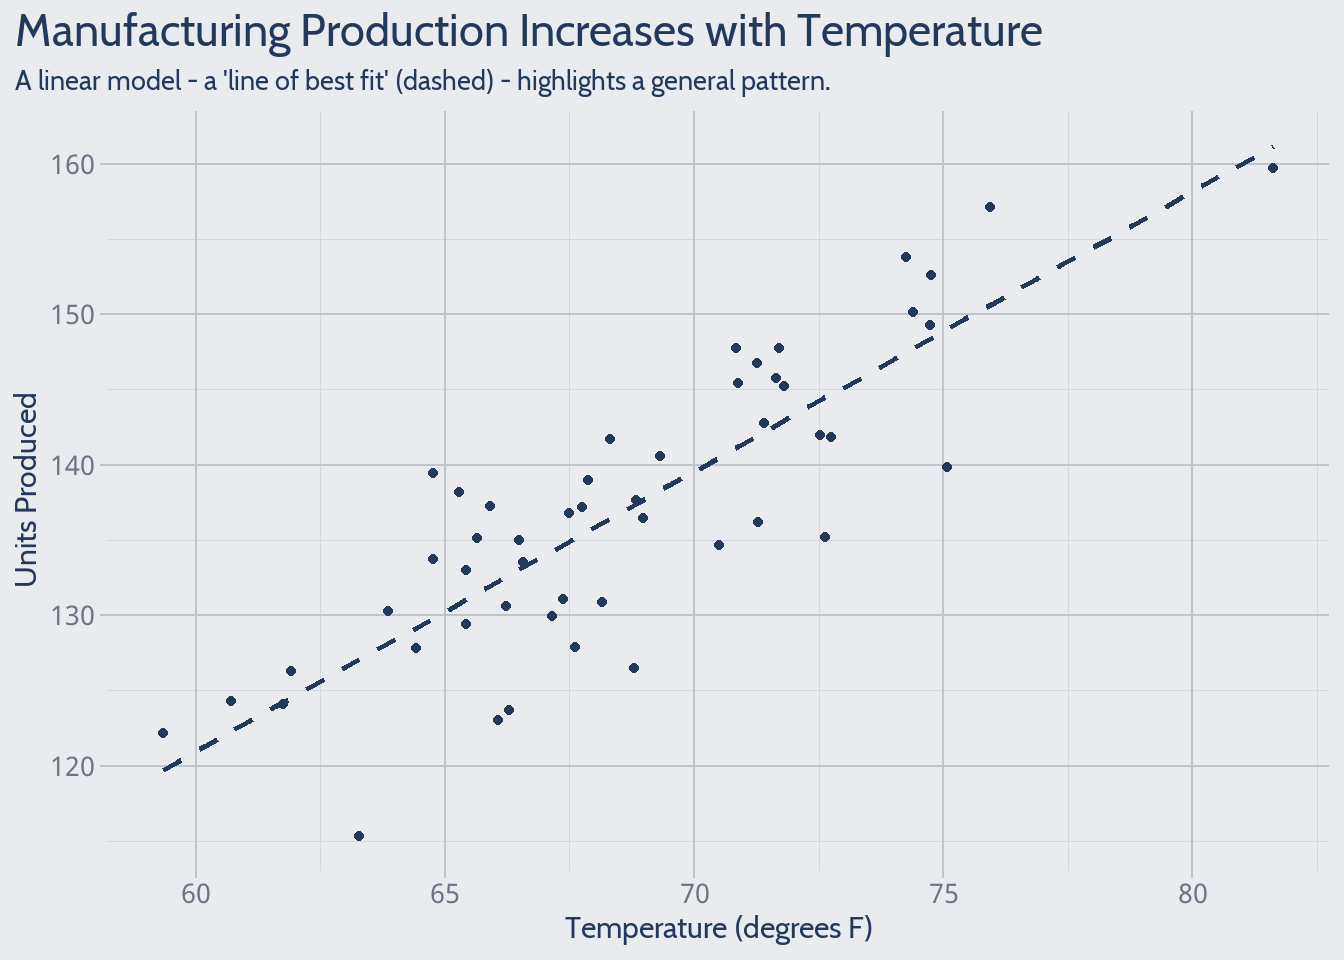 Manufacturing Production Increases with Temperature
A linear model - a 'line of best fit' (dashed) - highlights a general pattern.
160
150
140
130
120
Units Produced
60 65 70 75 80
Temperature (degrees F)